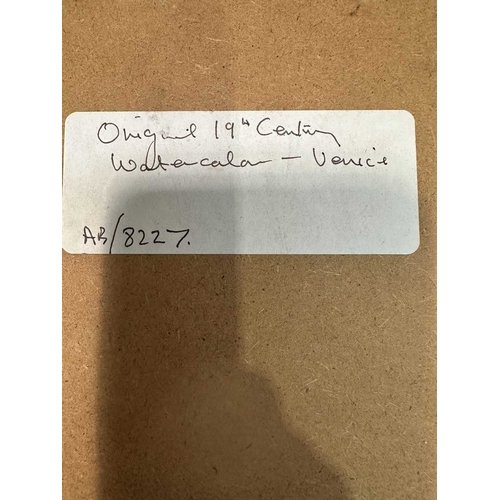 Original 19th Century
Watercolour – Venice
AB/8227.